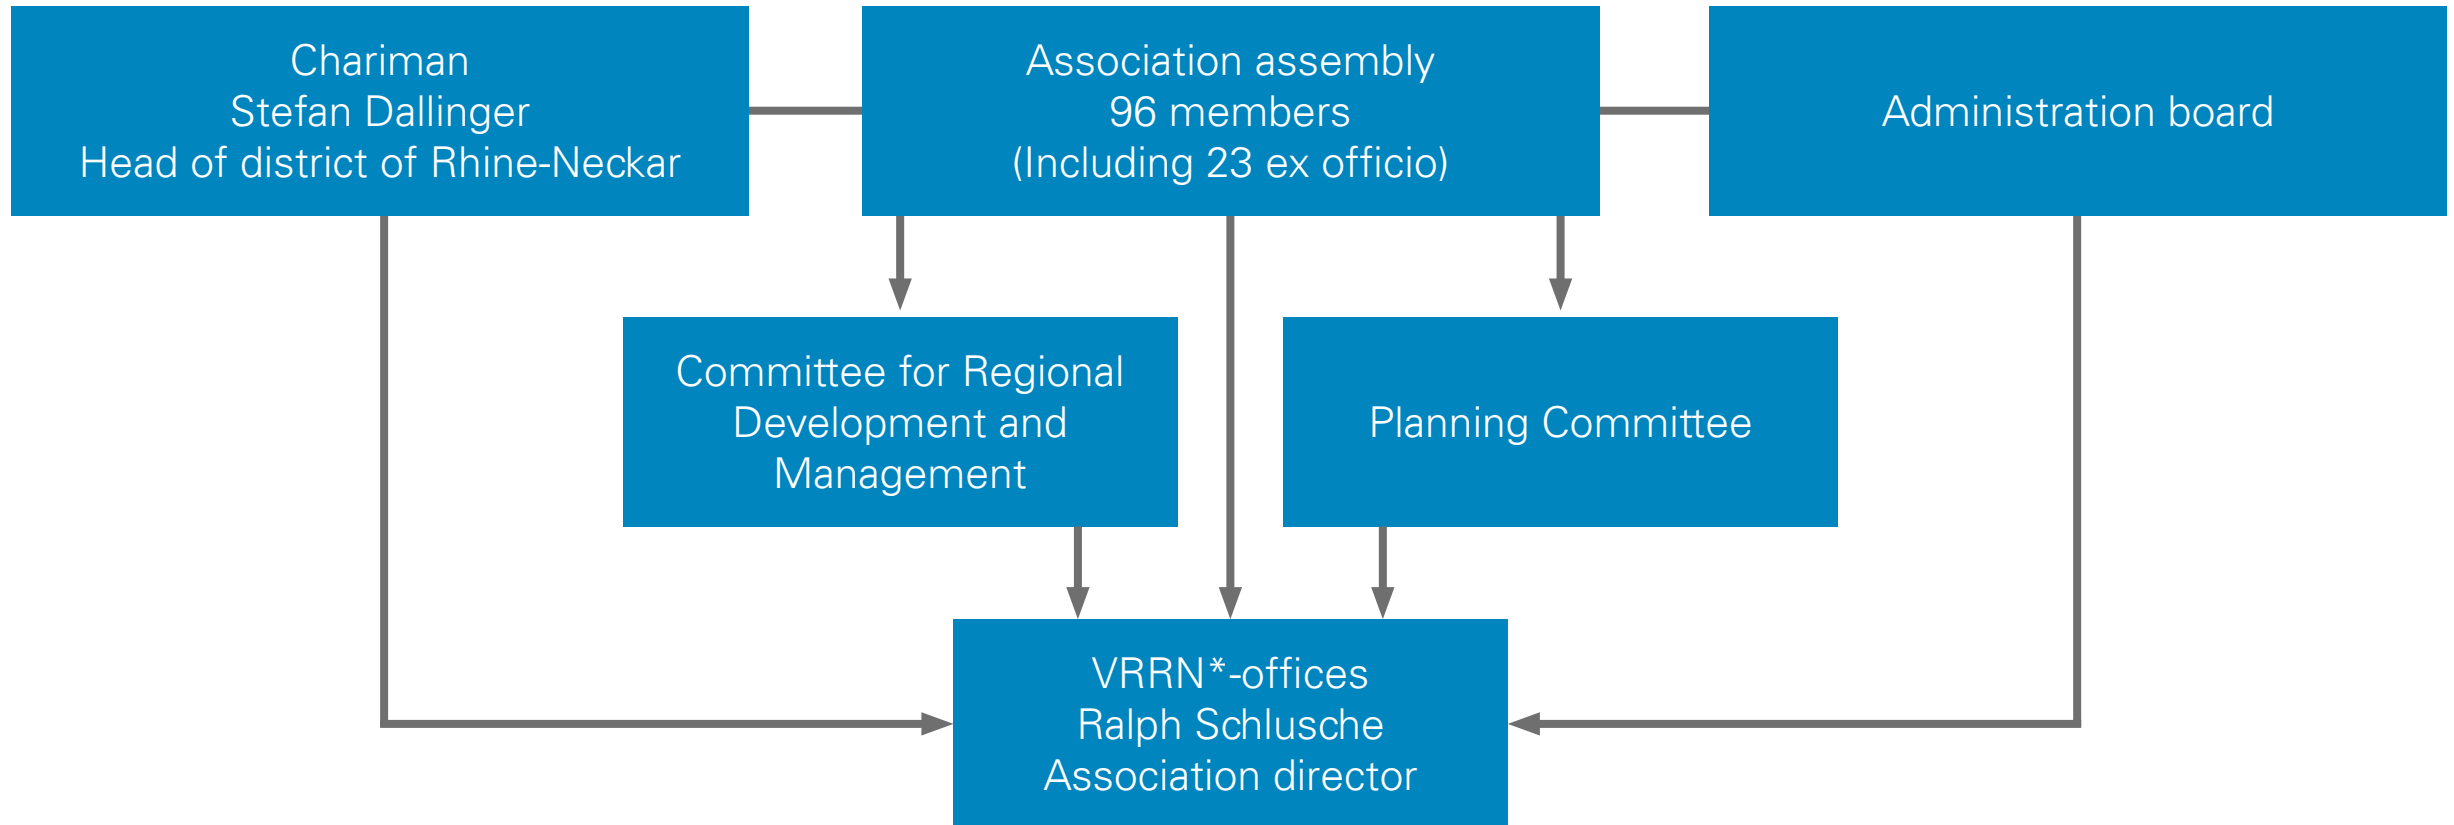 Chariman
Stefan Dallinger
Head of district of Rhine-Neckar
Association assembly
96 members
(Including 23 ex officio)
Administration board
Committee for Regional
Development and
Management
Planning Committee
VRRN*-offices
Ralph Schlusche
Association director